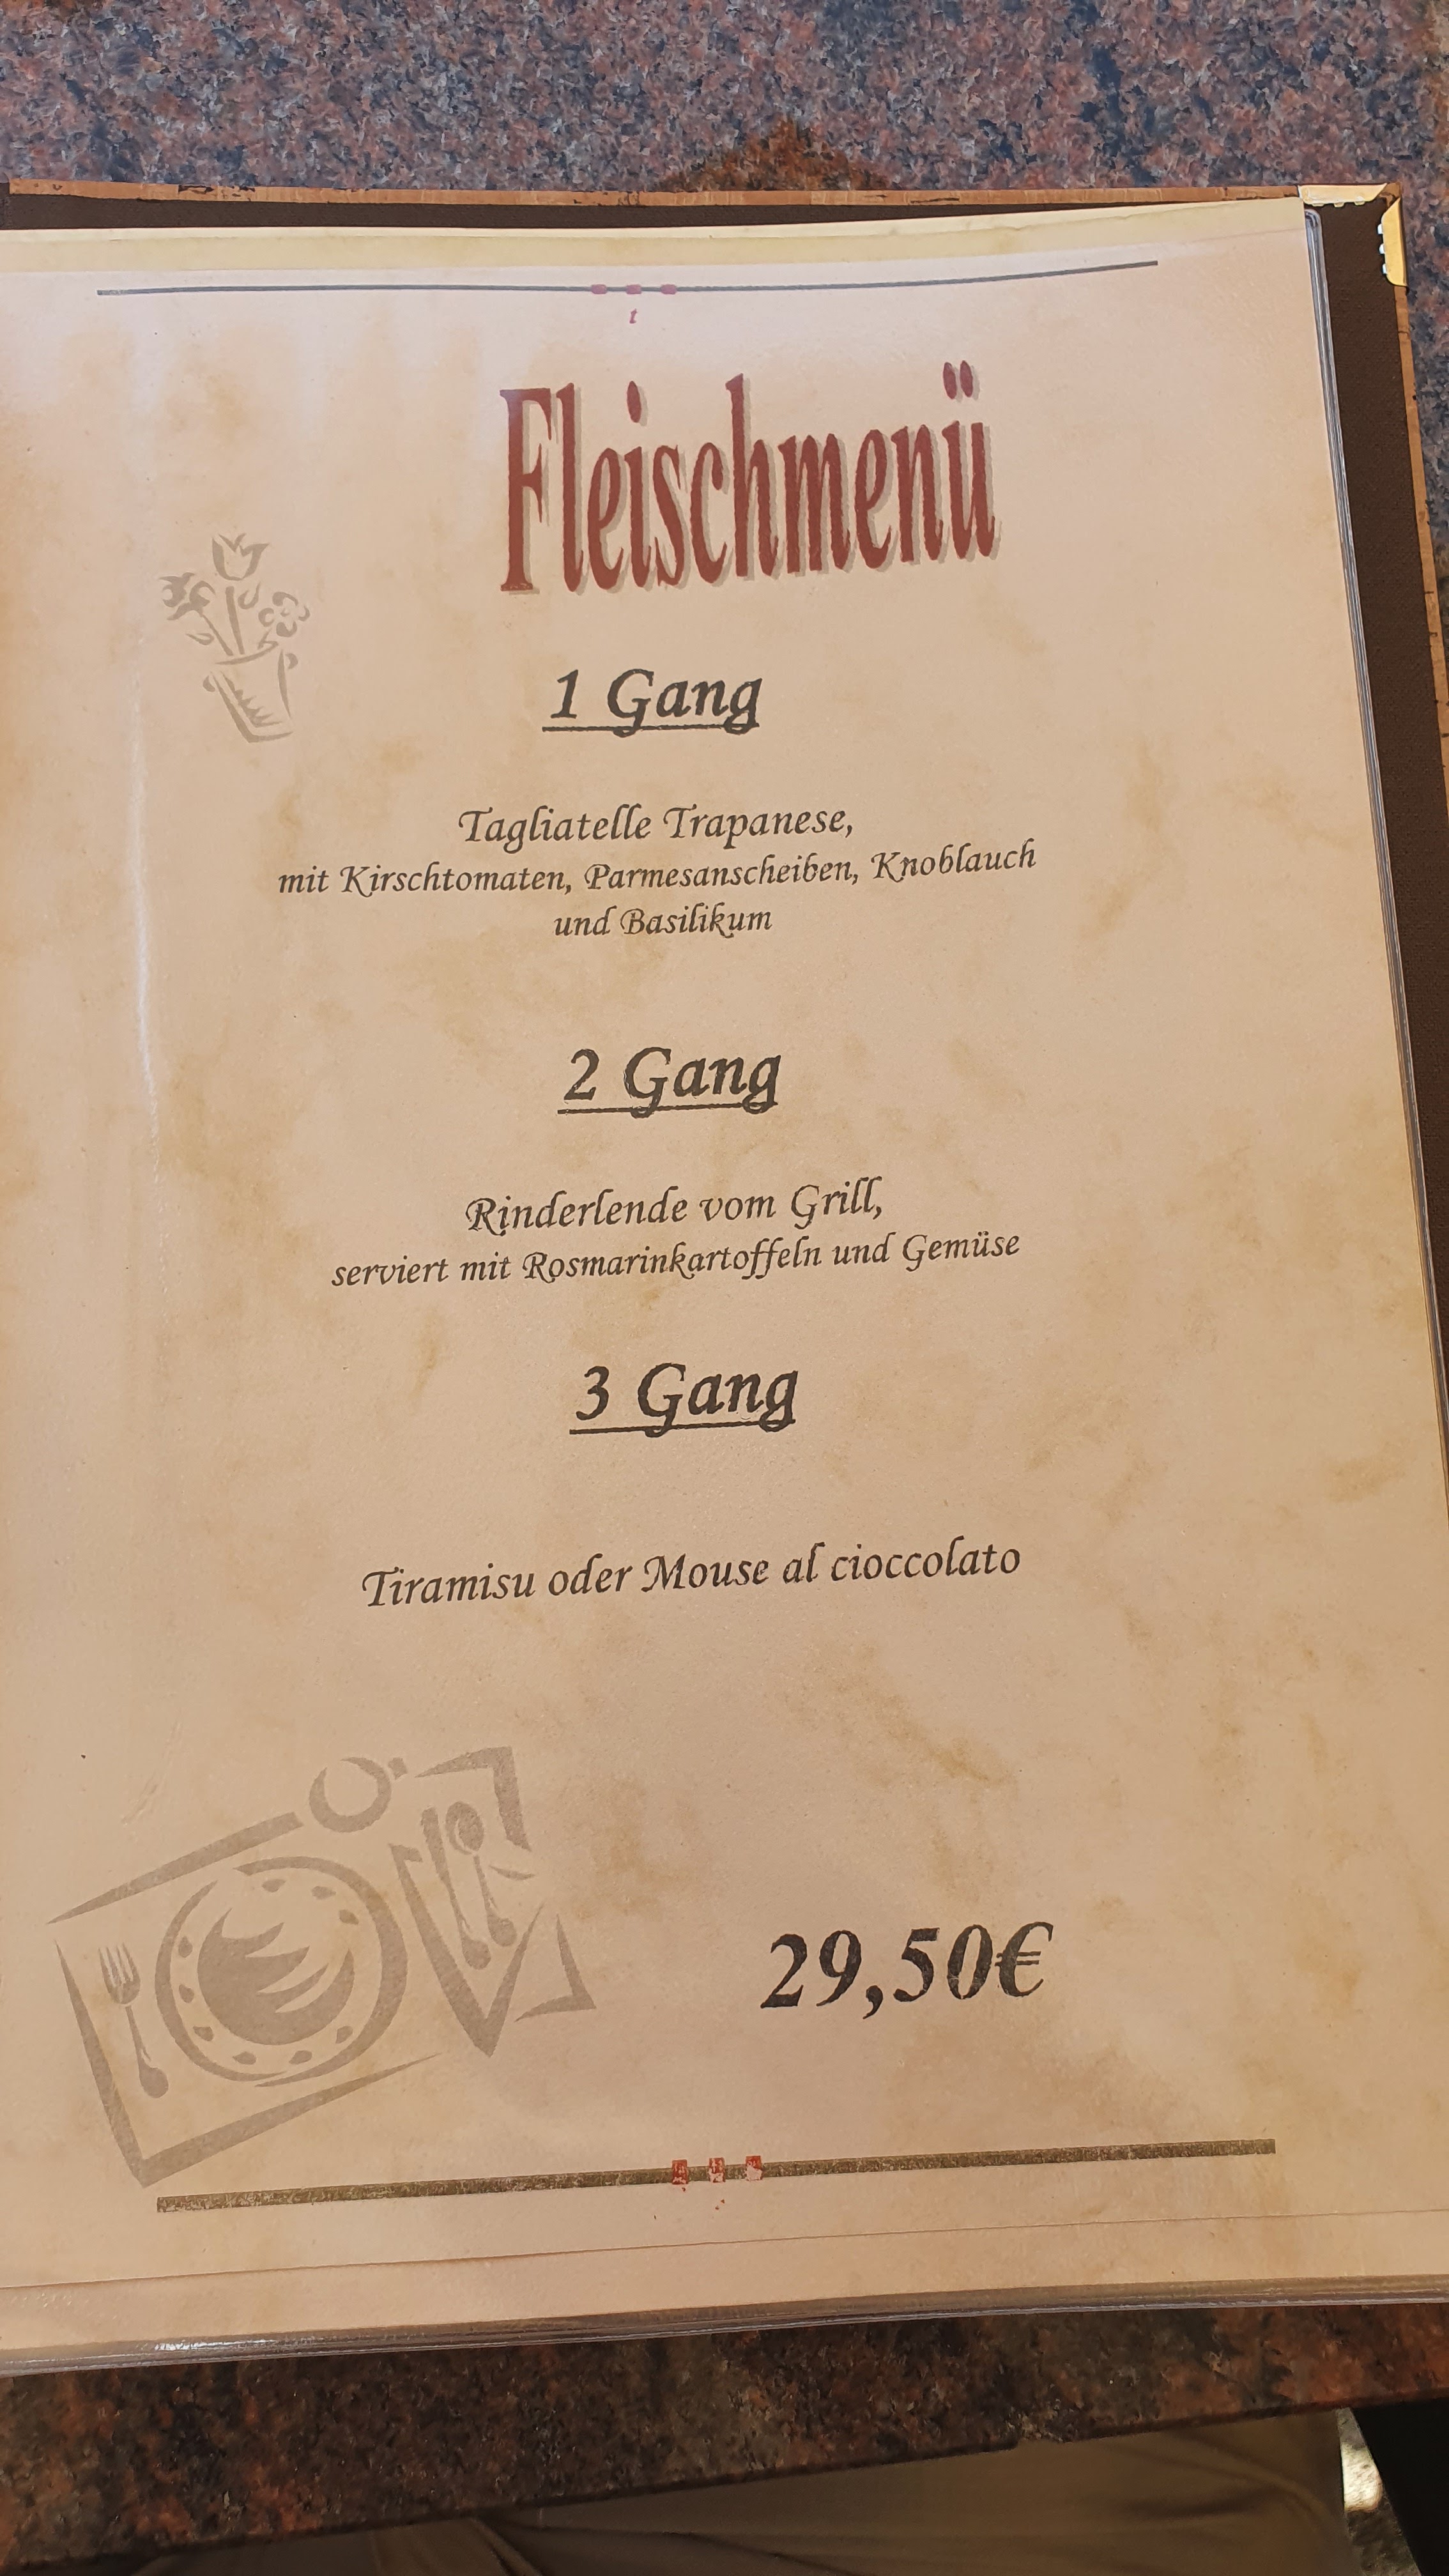 Fleischmenü
1 Gang
Tagliatelle Trapanese,
mit Kirschtomaten, Parmesanscheiben, Knoblauch
und Basilikum
2 Gang
Rinderlende vom Grill,
serviert mit Rosmarinkartoffeln und Gemüse
3 Gang
Tiramisu oder Mouse al cioccolato
29,50€